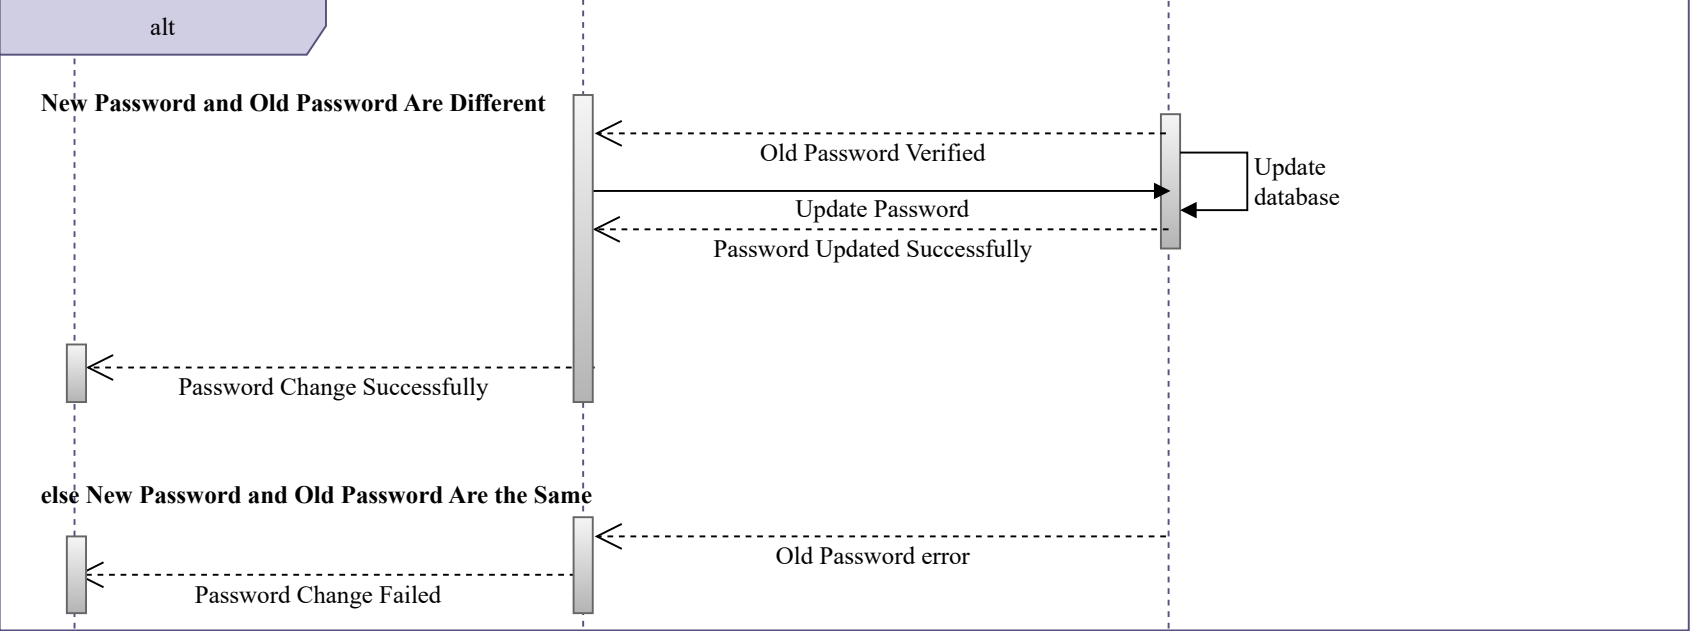 alt
New Password and Old Password Are Different
Old Password Verified
Update
database
Update Password
Password Updated Successfully
Password Change Successfully
else New Password and Old Password Are the Same
Old Password error
Password Change Failed